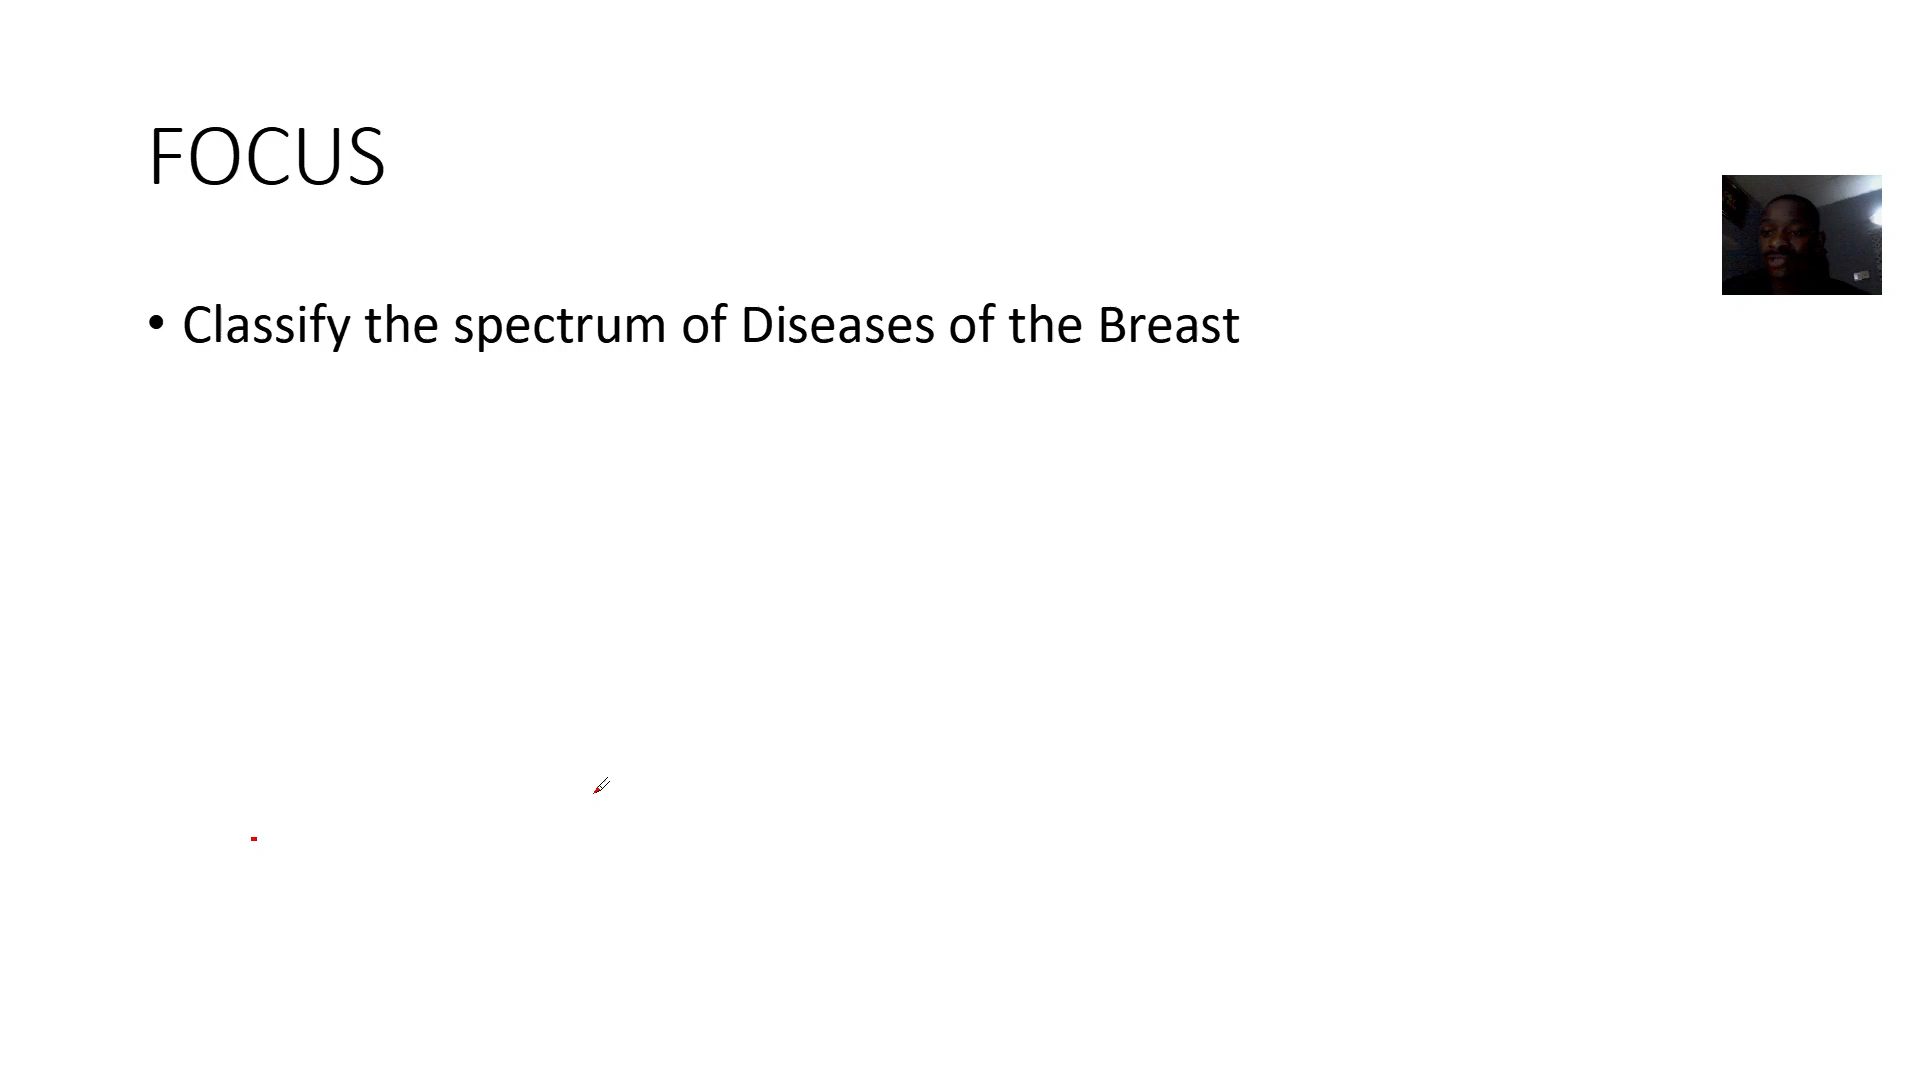 FOCUS
• Classify the spectrum of Diseases of the Breast